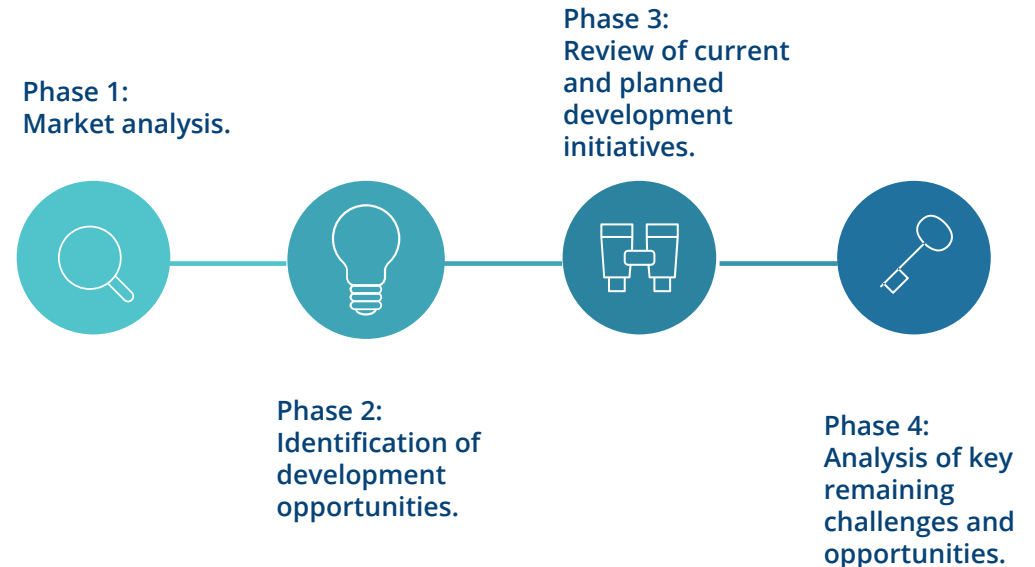 Phase 1:
Market analysis.
Phase 2:
Identification of
development
opportunities.
Phase 3:
Review of current
and planned
development
initiatives.
Phase 4:
Analysis of key
remaining
challenges and
opportunities.